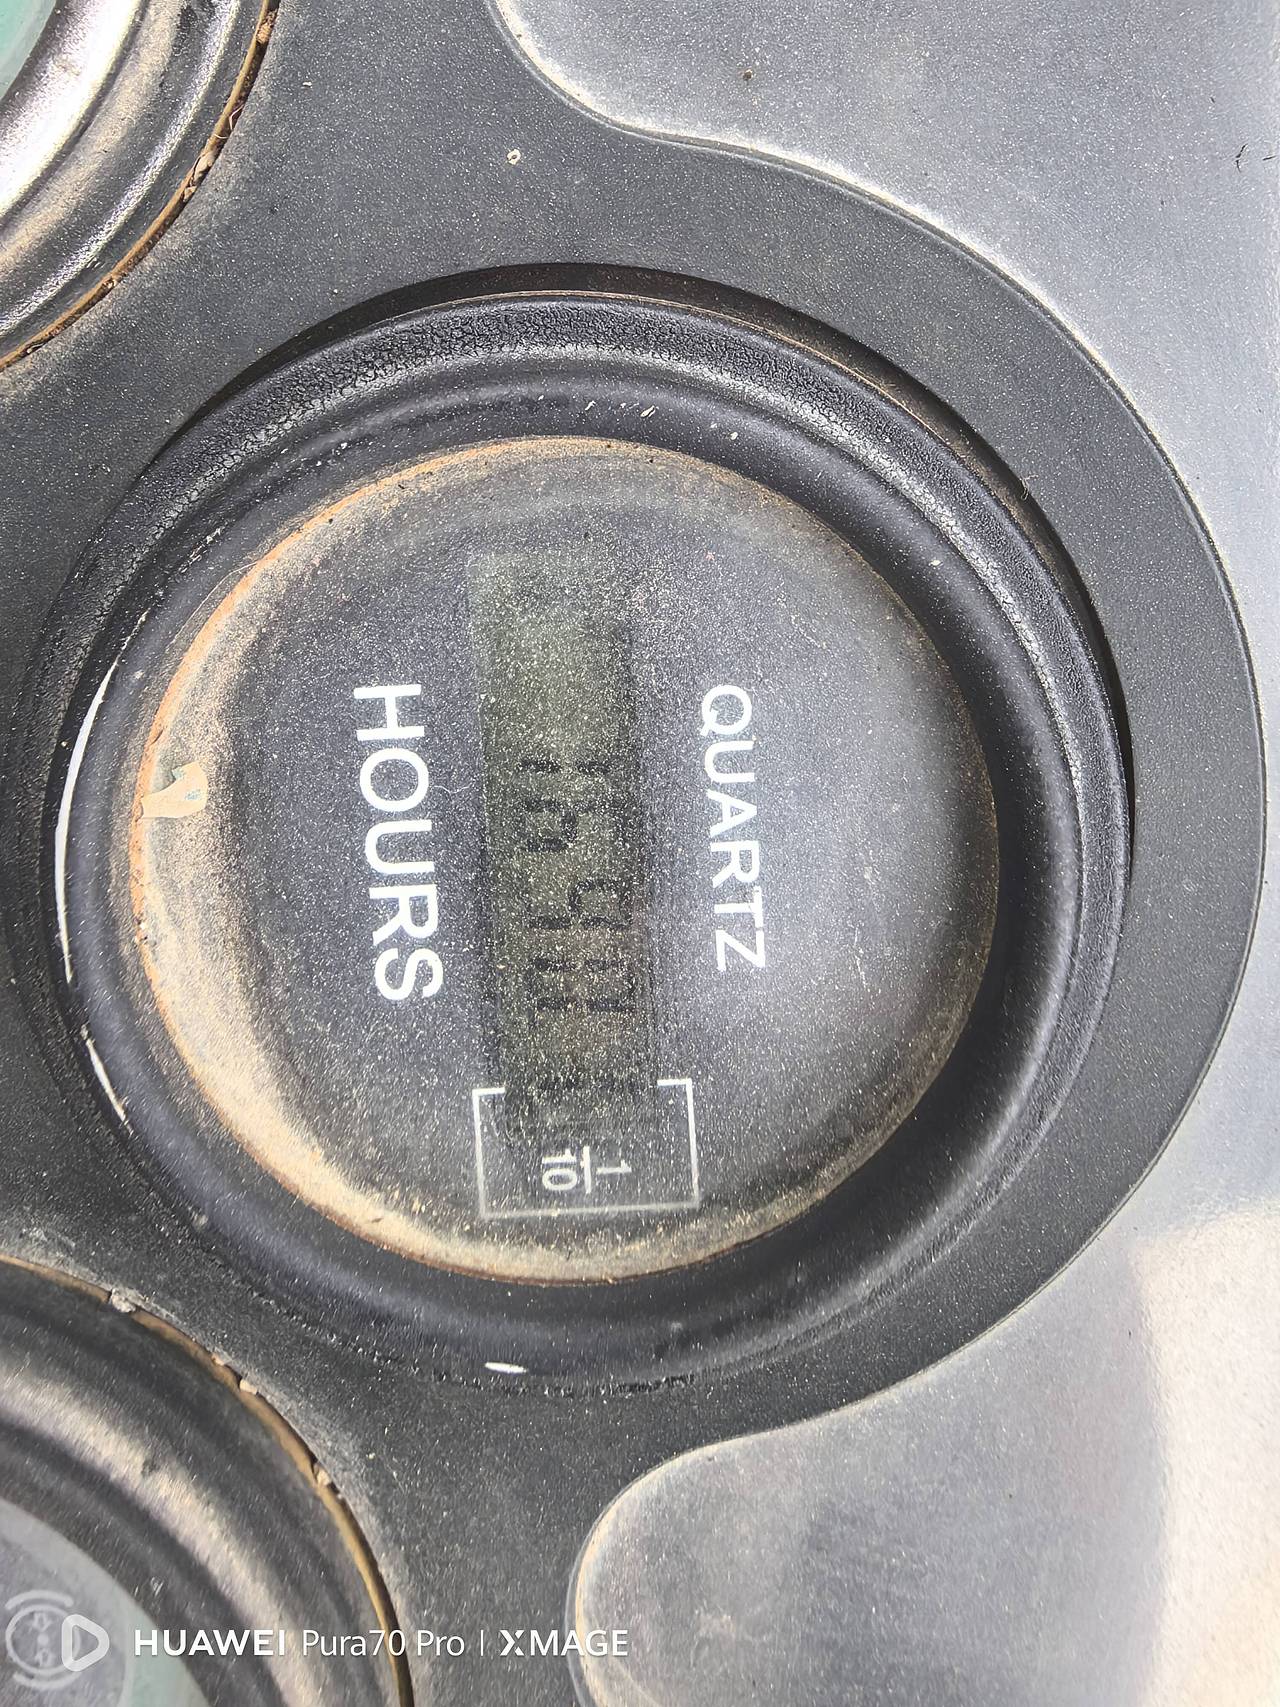 QUARTZ
HOURS
1
10
HUAWEI Pura70 Pro | XMAGE